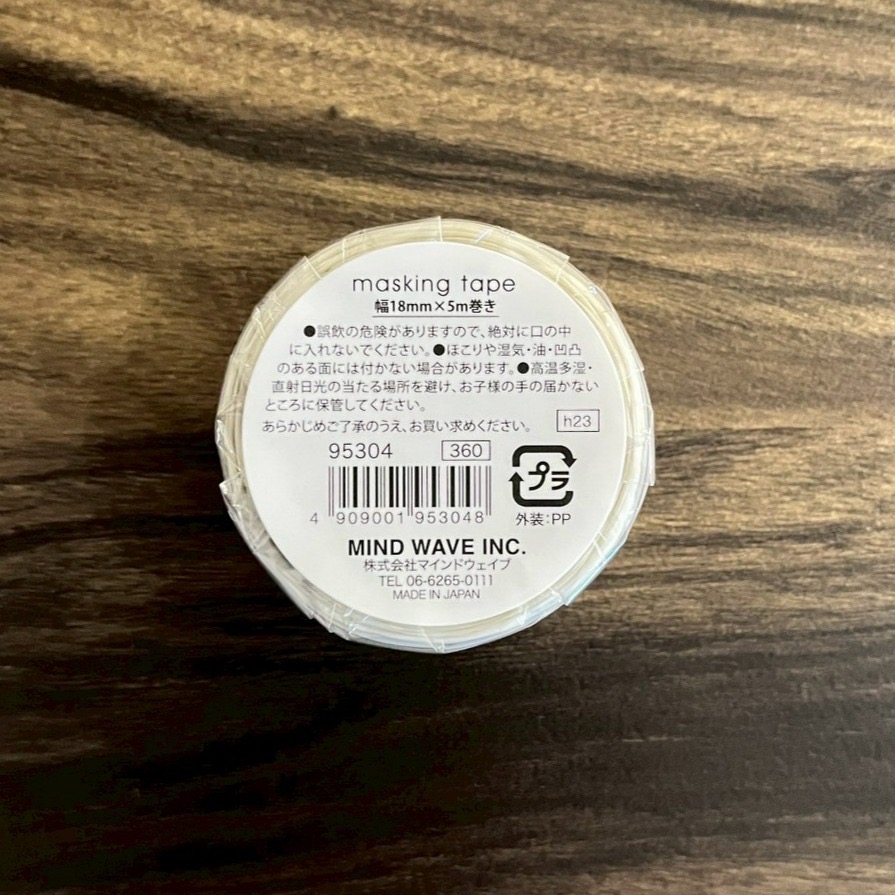 masking tape
幅18mm×5m巻き
●誤飲の危険がありますので、絶対に口の中
に入れないでください。●ほこりや湿気・油・凹凸
のある面には付かない場合があります。●高温多湿・
直射日光の当たる場所を避け、お子様の手の届かない
ところに保管してください。
あらかじめご了承のうえ、お買い求めください。
h23
95304 360
プラ
4 909001 953048
外装:PP
MIND WAVE INC.
株式会社マインドウェイブ
TEL 06-6265-0111
MADE IN JAPAN